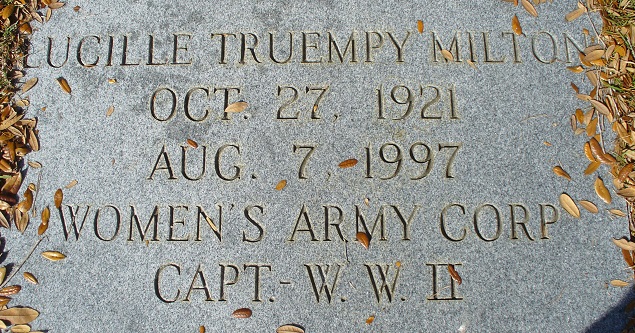 LUCILLE TRUEMPY MILTON
OCT. 27, 1921
AUG. 7, 1997
WOMEN'S ARMY CORP
CAPT.- W. W. II